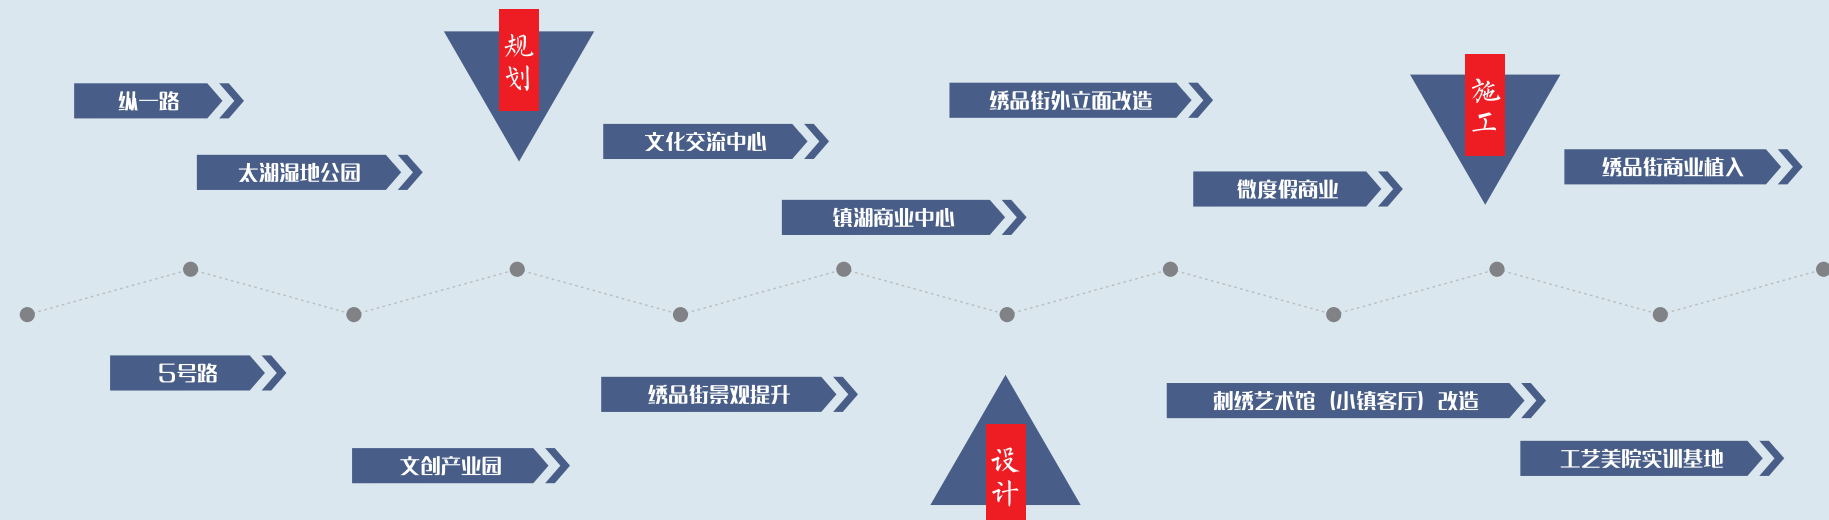 规划
施工
纵一路
绣品街外立面改造
文化交流中心
太湖湿地公园
绣品街商业植入
微度假商业
镇湖商业中心
5号路
绣品街景观提升
刺绣艺术馆（小镇客厅）改造
文创产业园
工艺美院实训基地
设计